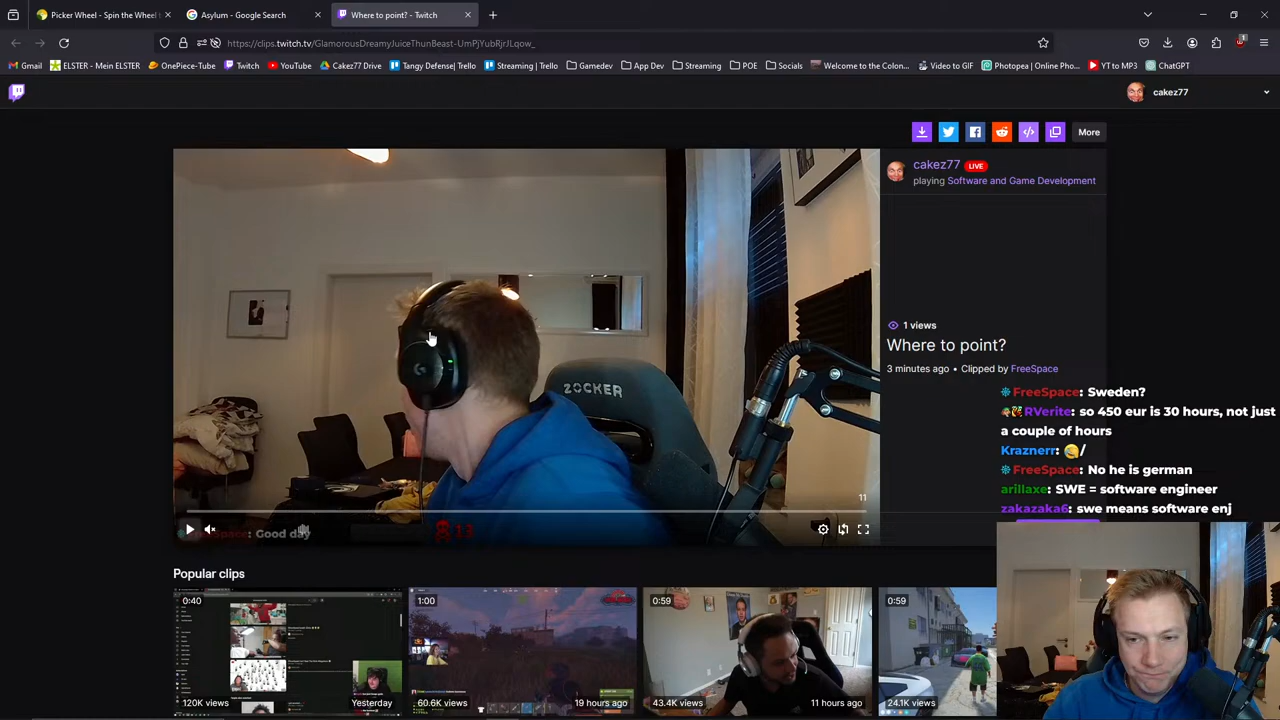 Picker Wheel - Spin the Wheel t
Asylum - Google Search
Where to point? - Twitch
https://clips.twitch.tv/GlamorousDreamyJuiceThunBeast-UmPjYubRjrJLqow_
Gmail
ELSTER - Mein ELSTER
OnePiece-Tube
Twitch
YouTube
Cakez77 Drive
Tangy Defense| Trello
Streaming | Trello
Gamedev
App Dev
Streaming
POE
Socials
Welcome to the Colon...
Video to GIF
Photopea | Online Pho...
YT to MP3
ChatGPT
cakez77
More
cakez77 LIVE
playing Software and Game Development
ZOCKER
1 views
Where to point?
3 minutes ago • Clipped by FreeSpace
FreeSpace: Sweden?
RVerite: so 450 eur is 30 hours, not just
a couple of hours
Kraznerr: /
FreeSpace: No he is german
arillaxe: SWE = software engineer
zakazaka6: swe means software enj
11
FreeSpace: Good day
13
Popular clips
0:40
1:00
0:59
0:59
120K views
Yesterday
60.6K views
19 hours ago
13.4K views
11 hours ago
24.1K views